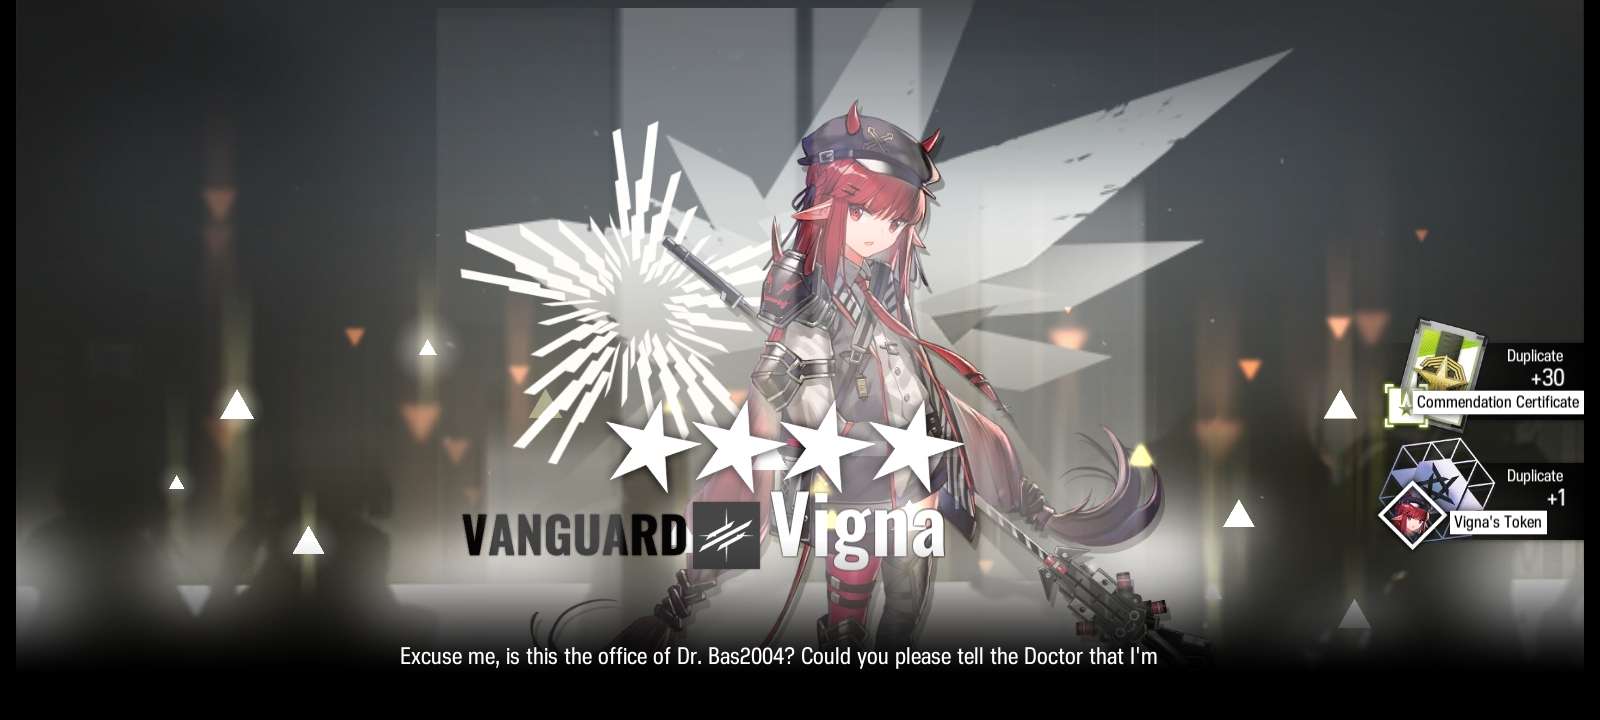 Duplicate
+30
Commendation Certificate
Duplicate
+1
Vigna's Token
VANGUARD Vigna
Excuse me, is this the office of Dr. Bas2004? Could you please tell the Doctor that I'm